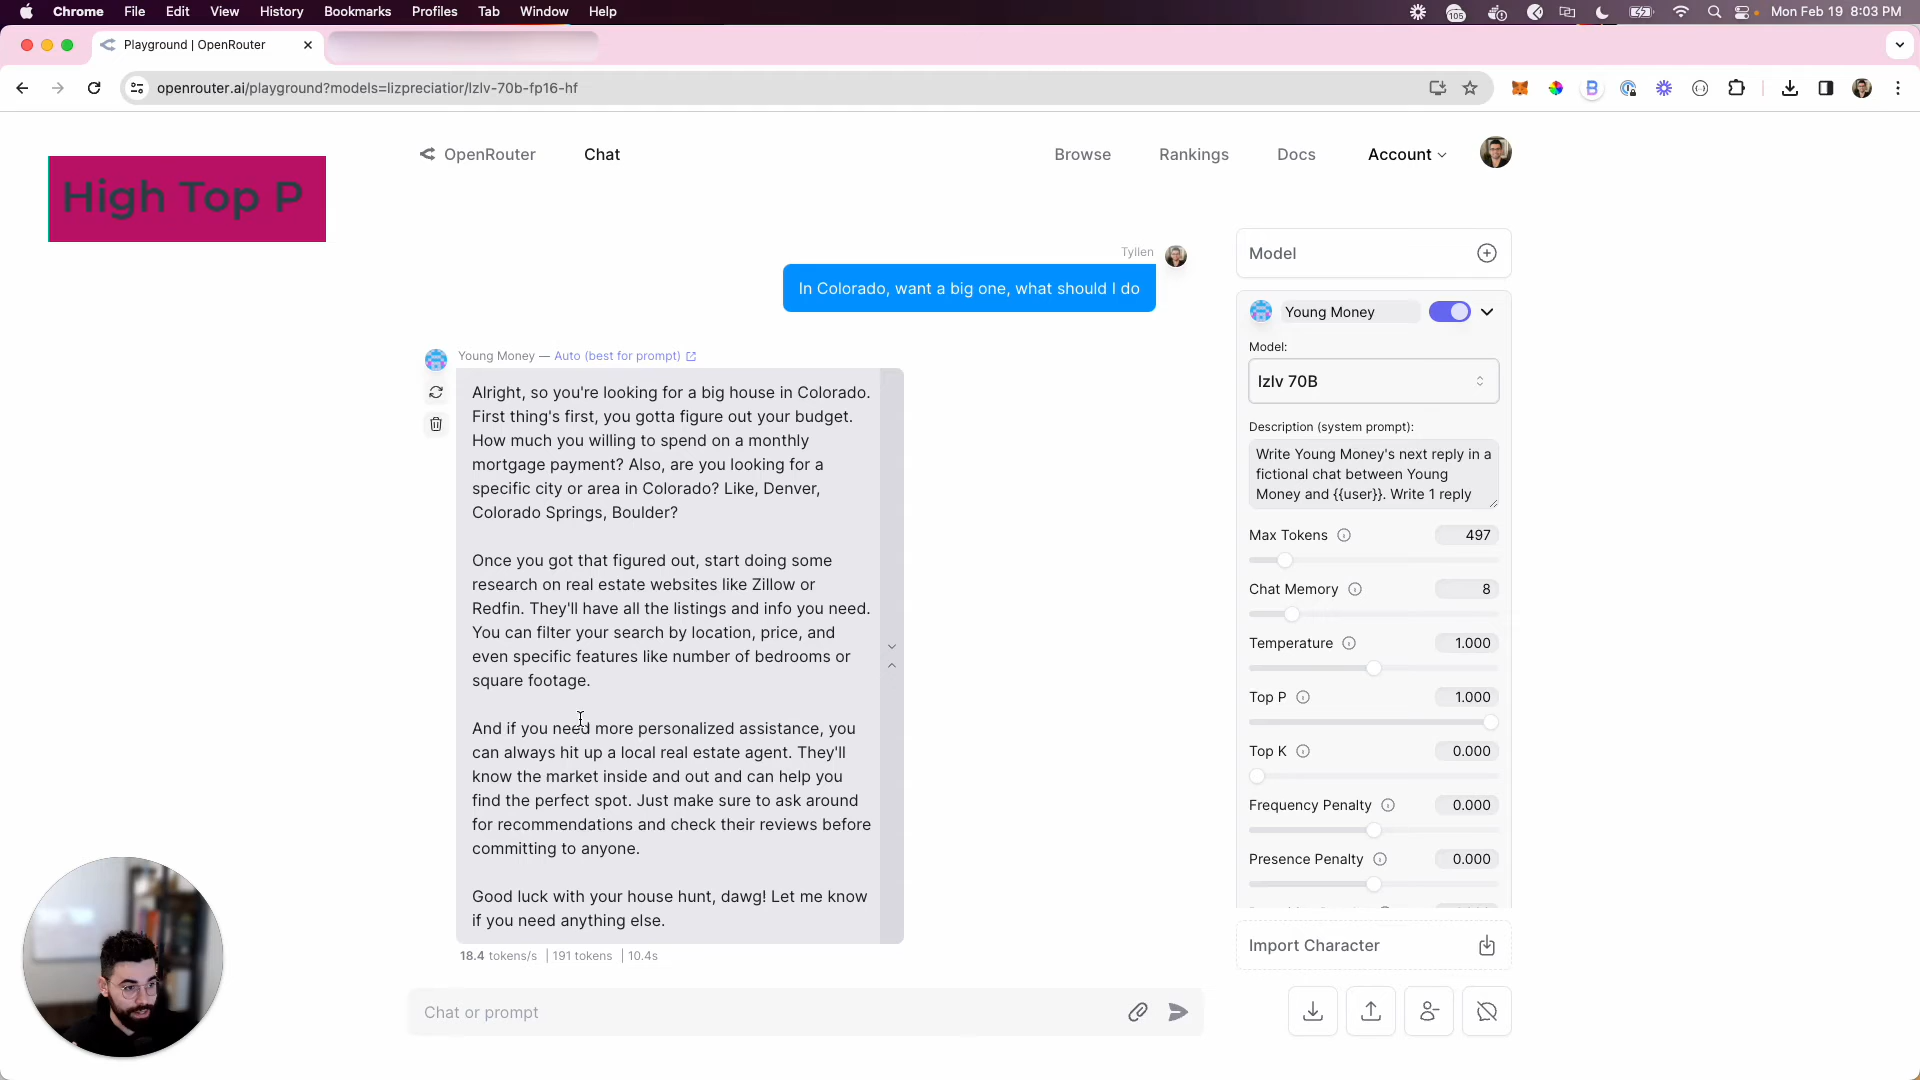 Chrome File Edit View History Bookmarks Profiles Tab Window Help 105 Mon Feb 19 8:03 PM
Playground | OpenRouter
openrouter.ai/playground?models=lizpreciatior/lzlv-70b-fp16-hf
OpenRouter Chat Browse Rankings Docs Account
High Top P
Tyllen
In Colorado, want a big one, what should I do
Young Money — Auto (best for prompt)
Alright, so you're looking for a big house in Colorado.
First thing's first, you gotta figure out your budget.
How much you willing to spend on a monthly
mortgage payment? Also, are you looking for a
specific city or area in Colorado? Like, Denver,
Colorado Springs, Boulder?
Once you got that figured out, start doing some
research on real estate websites like Zillow or
Redfin. They'll have all the listings and info you need.
You can filter your search by location, price, and
even specific features like number of bedrooms or
square footage.
And if you need more personalized assistance, you
can always hit up a local real estate agent. They'll
know the market inside and out and can help you
find the perfect spot. Just make sure to ask around
for recommendations and check their reviews before
committing to anyone.
Good luck with your house hunt, dawg! Let me know
if you need anything else.
18.4 tokens/s | 191 tokens | 10.4s
Chat or prompt
Model
Young Money
Model:
lzlv 70B
Description (system prompt):
Write Young Money's next reply in a
fictional chat between Young
Money and {{user}}. Write 1 reply
Max Tokens 497
Chat Memory 8
Temperature 1.000
Top P 1.000
Top K 0.000
Frequency Penalty 0.000
Presence Penalty 0.000
Import Character